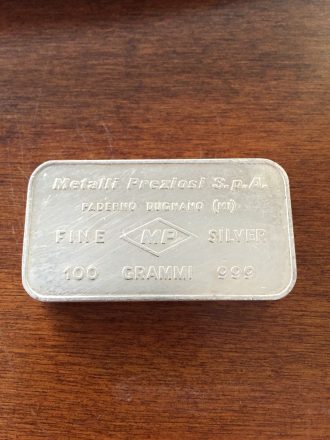 Metalli Preziosi S.p.A.
PADERNO DUGNANO (MI)
FINE MP SILVER
100 GRAMMI 999